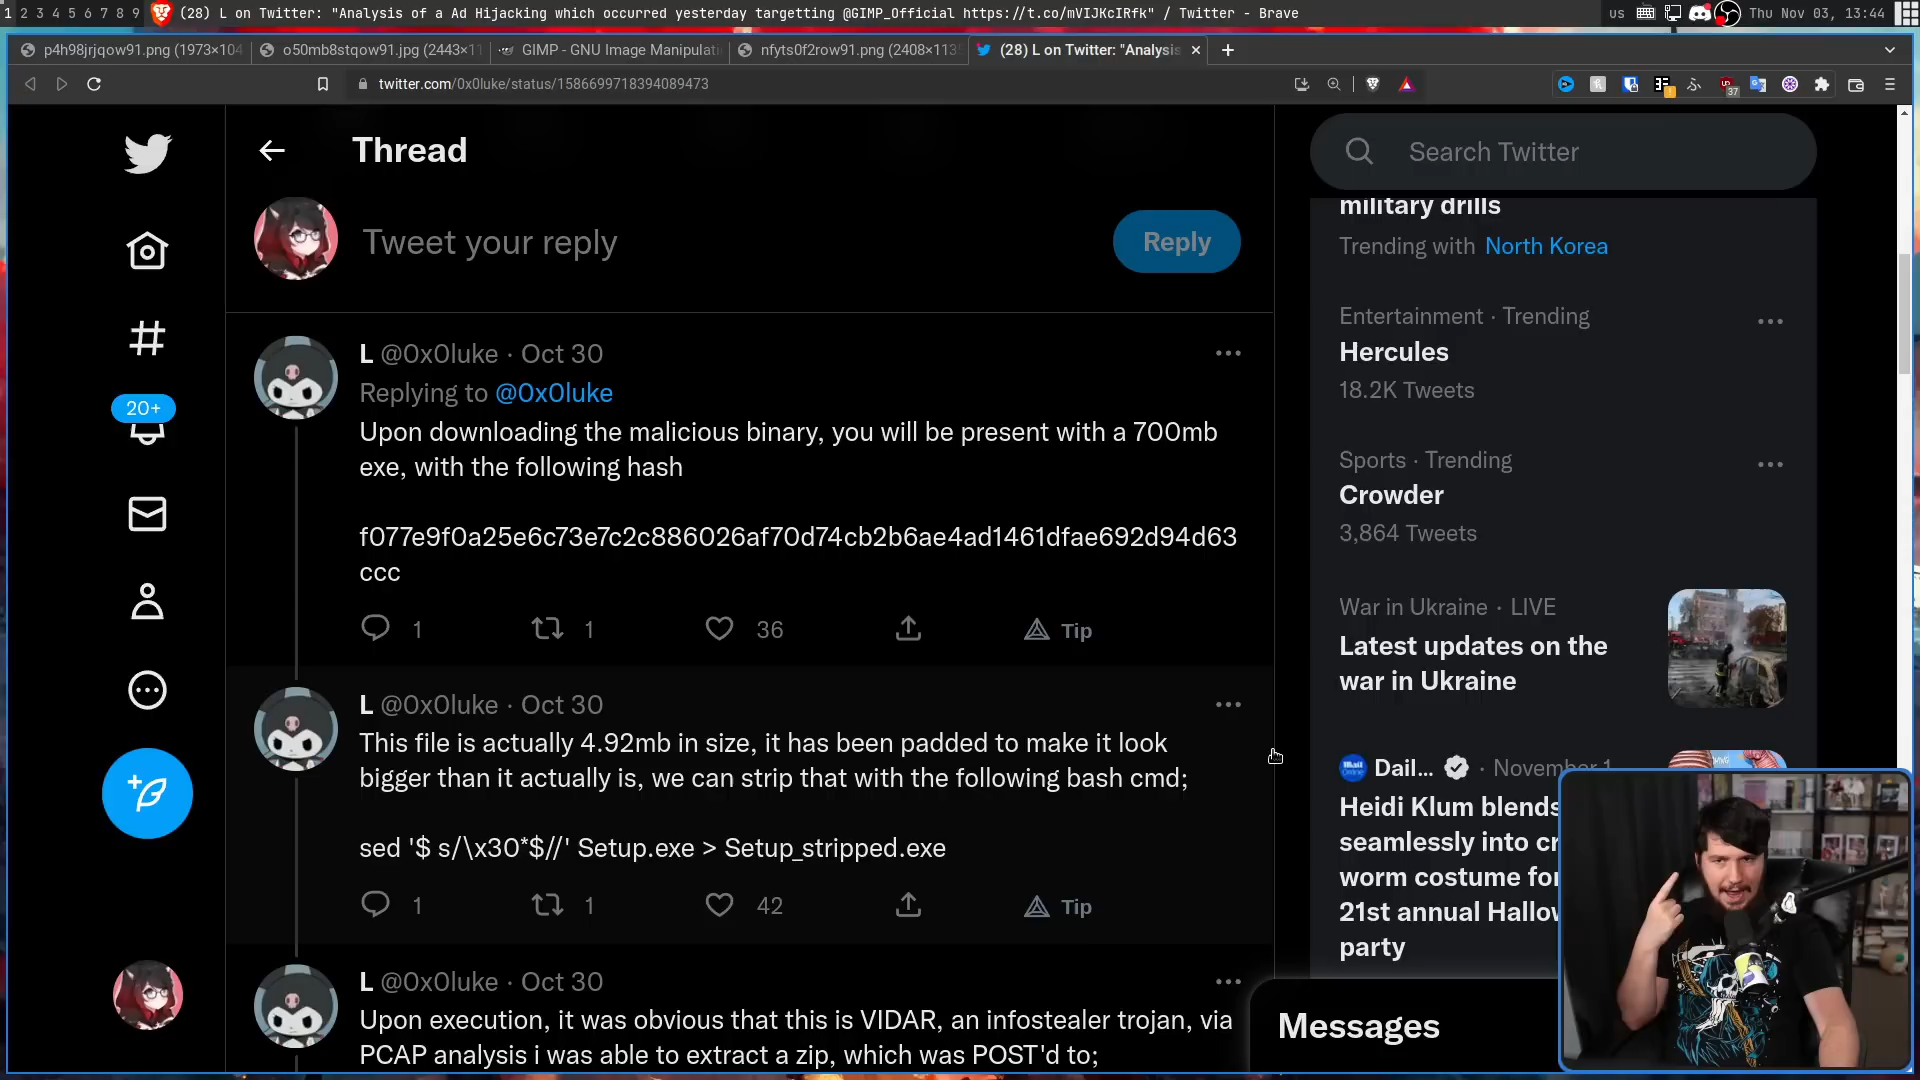 1 2 3 4 5 6 7 8 9 (28) L on Twitter: "Analysis of a Ad Hijacking which occurred yesterday targetting @GIMP_Official https://t.co/mVIJKcIRfk" / Twitter - Brave us Thu Nov 03, 13:44
p4h98jrjqow91.png (1973×104 o50mb8stqow91.jpg (2443×11 GIMP - GNU Image Manipulati nfyts0f2row91.png (2408×1135 (28) L on Twitter: "Analysis
twitter.com/0x0luke/status/1586699718394089473
37
Thread
Search Twitter
Tweet your reply
Reply
military drills
Trending with North Korea
Entertainment · Trending
Hercules
18.2K Tweets
Sports · Trending
Crowder
3,864 Tweets
War in Ukraine · LIVE
Latest updates on the
war in Ukraine
Dail... · November 1
Heidi Klum blends
seamlessly into cr
worm costume for
21st annual Hallow
party
20+
L @0x0luke · Oct 30
Replying to @0x0luke
Upon downloading the malicious binary, you will be present with a 700mb
exe, with the following hash
f077e9f0a25e6c73e7c2c886026af70d74cb2b6ae4ad1461dfae692d94d63
ccc
1 1 36 Tip
L @0x0luke · Oct 30
This file is actually 4.92mb in size, it has been padded to make it look
bigger than it actually is, we can strip that with the following bash cmd;
sed '$ s/\x30*$//' Setup.exe > Setup_stripped.exe
1 1 42 Tip
L @0x0luke · Oct 30
Upon execution, it was obvious that this is VIDAR, an infostealer trojan, via
PCAP analysis i was able to extract a zip, which was POST'd to;
Messages